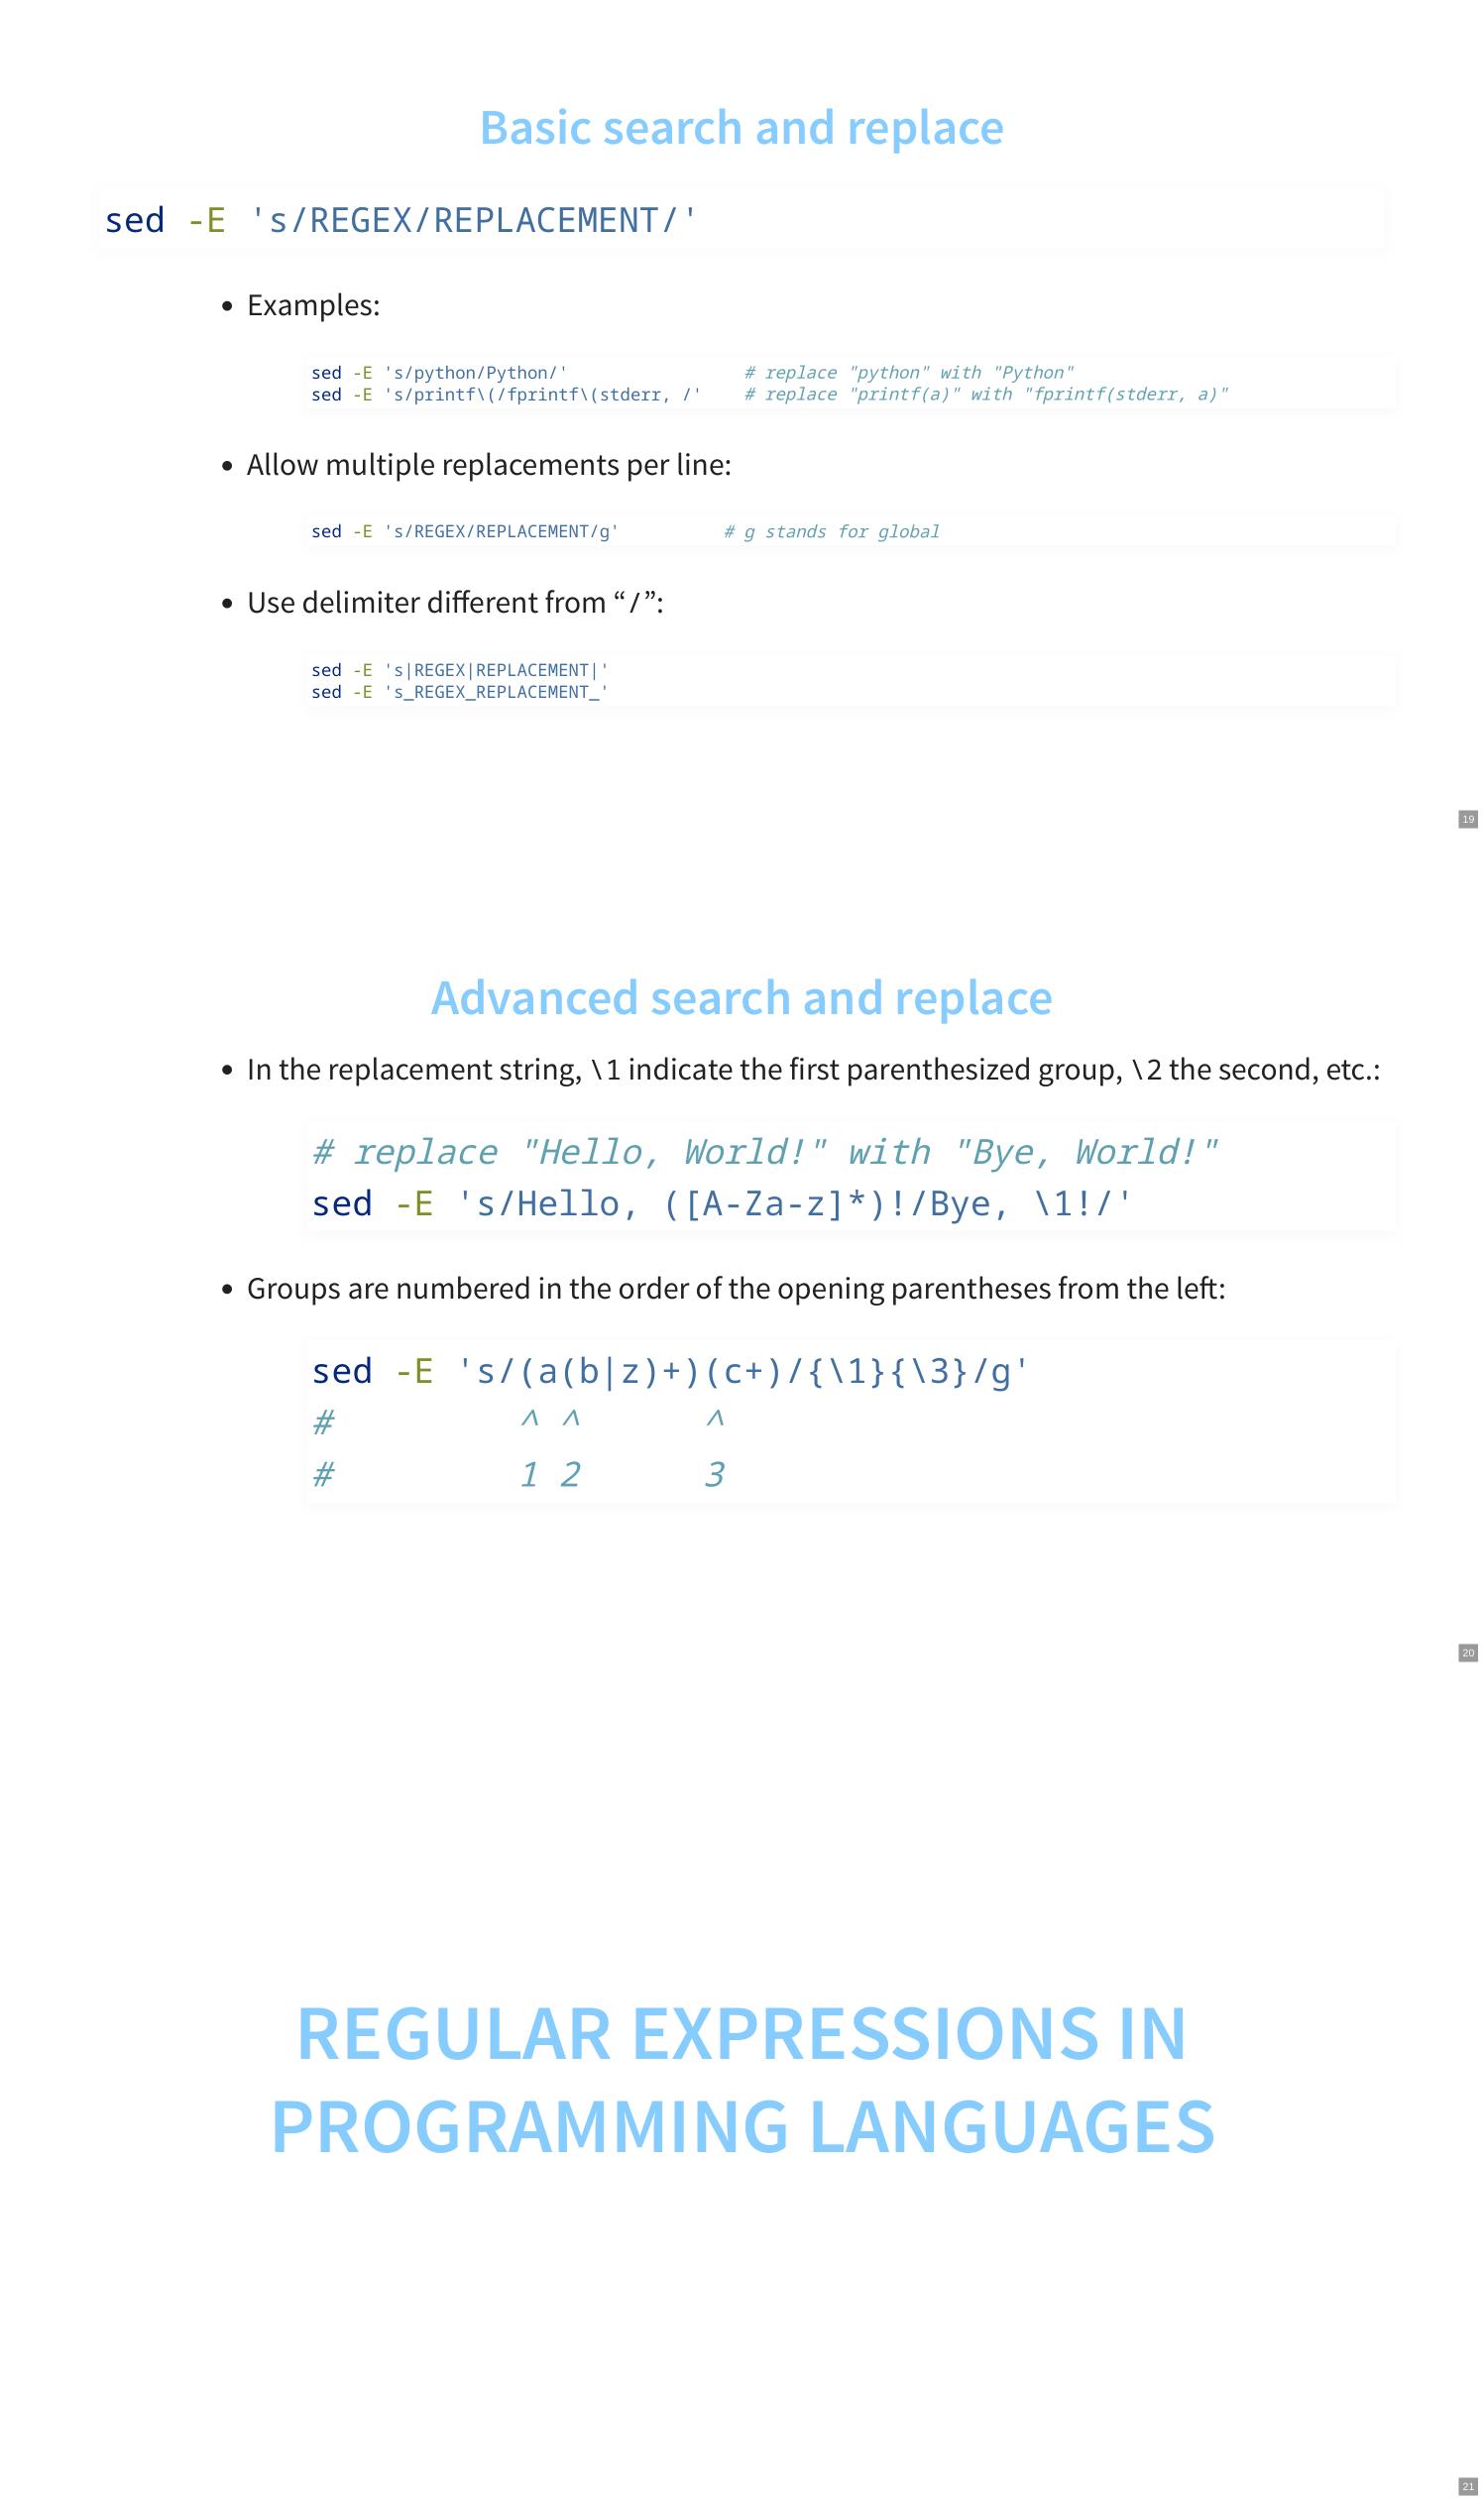 Basic search and replace
sed -E 's/REGEX/REPLACEMENT/'
• Examples:
sed -E 's/python/Python/'                 # replace "python" with "Python"
sed -E 's/printf\(/fprintf\(stderr, /'    # replace "printf(a)" with "fprintf(stderr, a)"
• Allow multiple replacements per line:
sed -E 's/REGEX/REPLACEMENT/g'          # g stands for global
• Use delimiter different from “/”:
sed -E 's|REGEX|REPLACEMENT|'
sed -E 's_REGEX_REPLACEMENT_'
19
Advanced search and replace
• In the replacement string, \1 indicate the first parenthesized group, \2 the second, etc.:
# replace "Hello, World!" with "Bye, World!"
sed -E 's/Hello, ([A-Za-z]*)!/Bye, \1!/'
• Groups are numbered in the order of the opening parentheses from the left:
sed -E 's/(a(b|z)+)(c+)/{\1}{\3}/g'
#         ^ ^      ^
#         1 2      3
20
REGULAR EXPRESSIONS IN
PROGRAMMING LANGUAGES
21